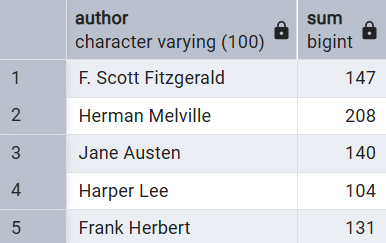 author sum
character varying (100) bigint
1 F. Scott Fitzgerald 147
2 Herman Melville 208
3 Jane Austen 140
4 Harper Lee 104
5 Frank Herbert 131